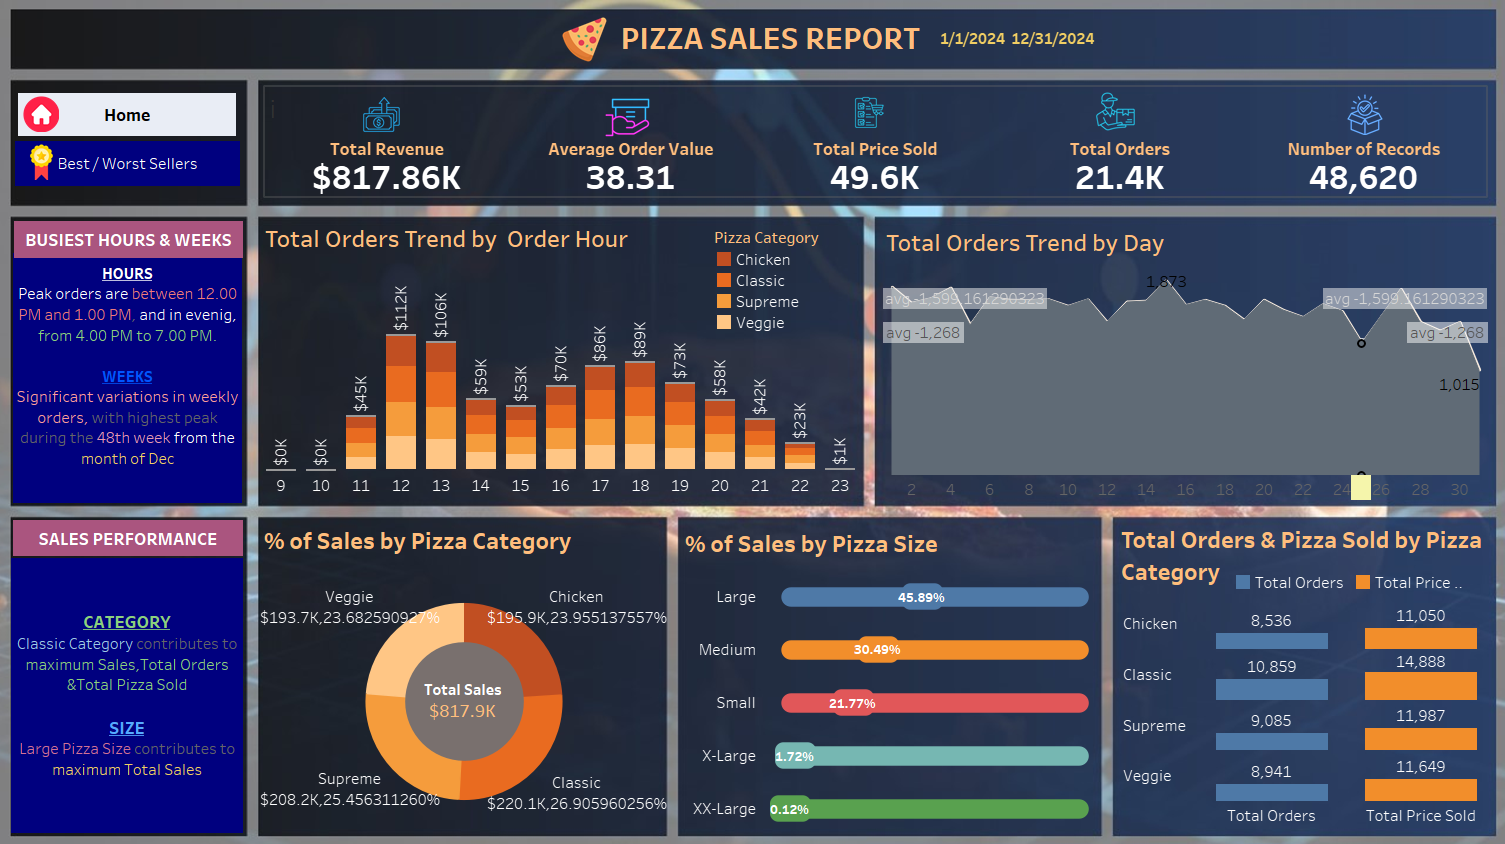 PIZZA SALES REPORT
1/1/2024 12/31/2024
Home
Best / Worst Sellers
Total Revenue
$817.86K
Average Order Value
38.31
Total Price Sold
49.6K
Total Orders
21.4K
Number of Records
48,620
BUSIEST HOURS & WEEKS
HOURS
Peak orders are between 12.00
PM and 1.00 PM, and in evenig,
from 4.00 PM to 7.00 PM.
WEEKS
Significant variations in weekly
orders, with highest peak
during the 48th week from the
month of Dec
Total Orders Trend by Order Hour
Pizza Category
Chicken
Classic
Supreme
Veggie
$0K
$0K
$45K
$112K
$106K
$59K
$53K
$70K
$86K
$89K
$73K
$58K
$42K
$23K
$1K
9 10 11 12 13 14 15 16 17 18 19 20 21 22 23
Total Orders Trend by Day
1,873
avg -1,599.161290323
avg -1,599.161290323
avg -1,268
avg -1,268
1,015
2 4 6 8 10 12 14 16 18 20 22 24 26 28 30
SALES PERFORMANCE
CATEGORY
Classic Category contributes to
maximum Sales,Total Orders
&Total Pizza Sold
SIZE
Large Pizza Size contributes to
maximum Total Sales
% of Sales by Pizza Category
Veggie
$193.7K,23.682590927%
Chicken
$195.9K,23.955137557%
Total Sales
$817.9K
Supreme
$208.2K,25.456311260%
Classic
$220.1K,26.905960256%
% of Sales by Pizza Size
Large
45.89%
Medium
30.49%
Small
21.77%
X-Large
1.72%
XX-Large
0.12%
Total Orders & Pizza Sold by Pizza
Category
Total Orders
Total Price ..
Chicken
8,536
11,050
Classic
10,859
14,888
Supreme
9,085
11,987
Veggie
8,941
11,649
Total Orders
Total Price Sold